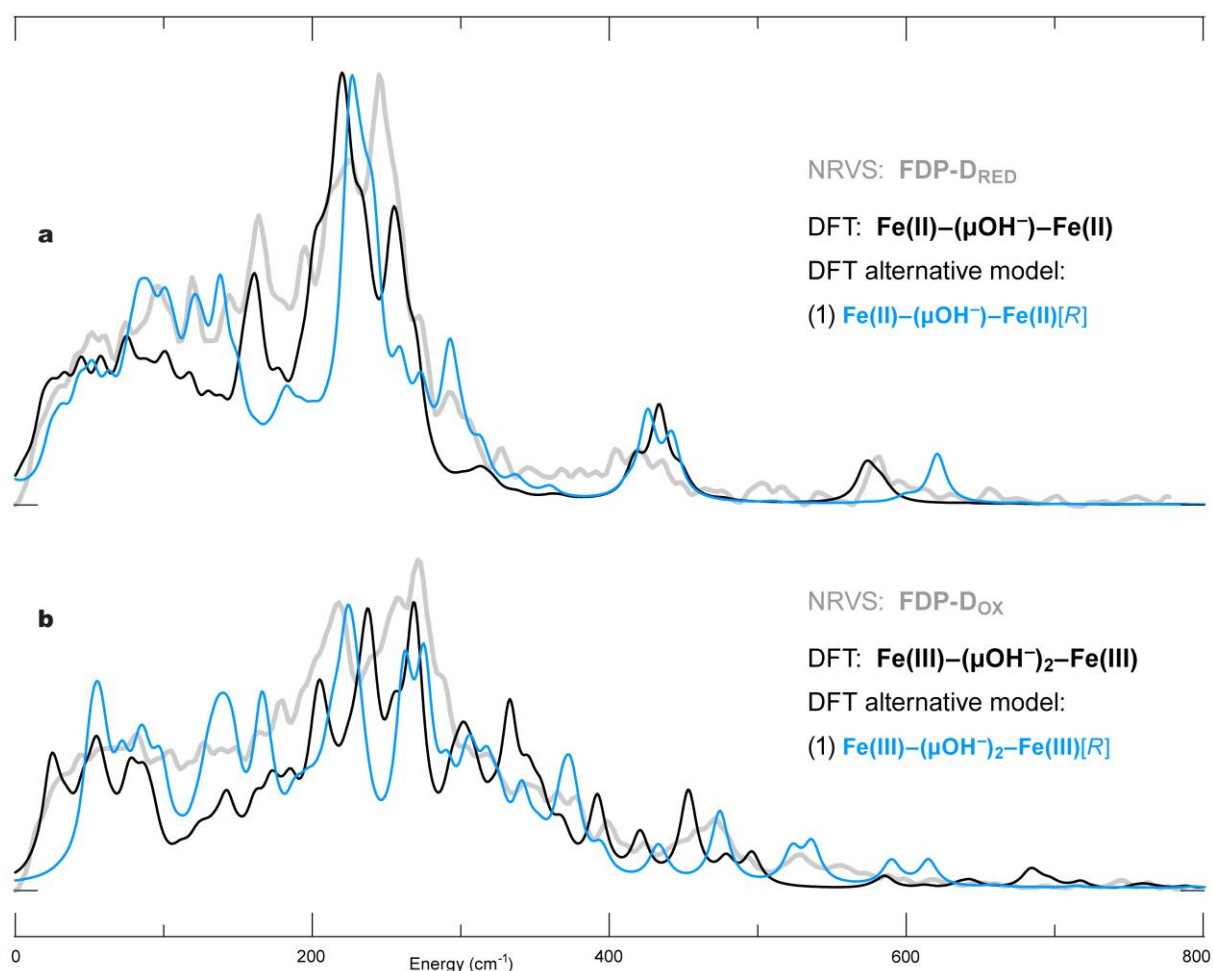 a
NRVS: FDP-D_RED
DFT: Fe(II)–(μOH⁻)–Fe(II)
DFT alternative model:
(1) Fe(II)–(μOH⁻)–Fe(II)[R]
b
NRVS: FDP-D_OX
DFT: Fe(III)–(μOH⁻)₂–Fe(III)
DFT alternative model:
(1) Fe(III)–(μOH⁻)₂–Fe(III)[R]
0 200 400 600 800
Energy (cm⁻¹)